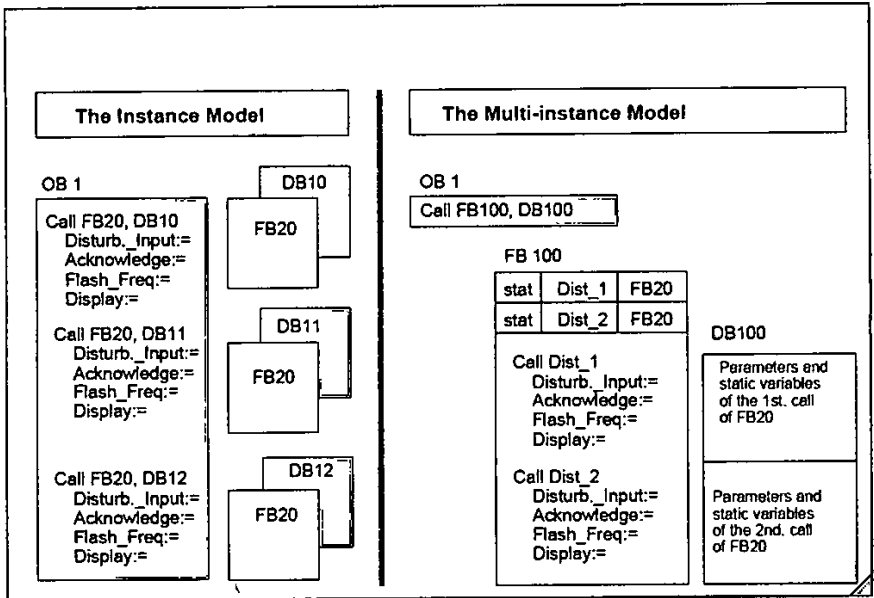 The Instance Model
OB 1
Call FB20, DB10
Disturb._Input:=
Acknowledge:=
Flash_Freq:=
Display:=
Call FB20, DB11
Disturb._Input:=
Acknowledge:=
Flash_Freq:=
Display:=
Call FB20, DB12
Disturb._Input:=
Acknowledge:=
Flash_Freq:=
Display:=
DB10
FB20
DB11
FB20
DB12
FB20
The Multi-instance Model
OB 1
Call FB100, DB100
FB 100
stat Dist_1 FB20
stat Dist_2 FB20
Call Dist_1
Disturb._Input:=
Acknowledge:=
Flash_Freq:=
Display:=
Call Dist_2
Disturb._Input:=
Acknowledge:=
Flash_Freq:=
Display:=
DB100
Parameters and
static variables
of the 1st. call
of FB20
Parameters and
static variables
of the 2nd. call
of FB20